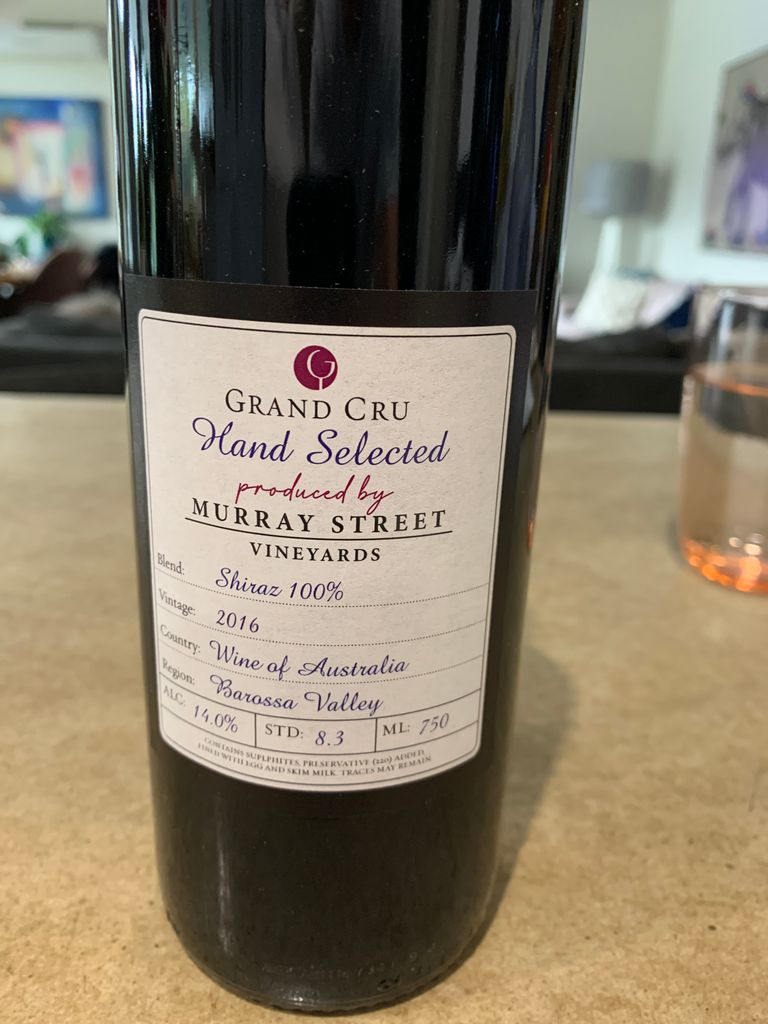 G
GRAND CRU
Hand Selected
produced by
MURRAY STREET
VINEYARDS
Blend: Shiraz 100%
Vintage: 2016
Country: Wine of Australia
Region: Barossa Valley
ALC: 14.0% STD: 8.3 ML: 750
CONTAINS SUPLPHITES, PRESERVATIVE (220) ADDED,
FINED WITH EGG AND SKIM MILK. TRACES MAY REMAIN